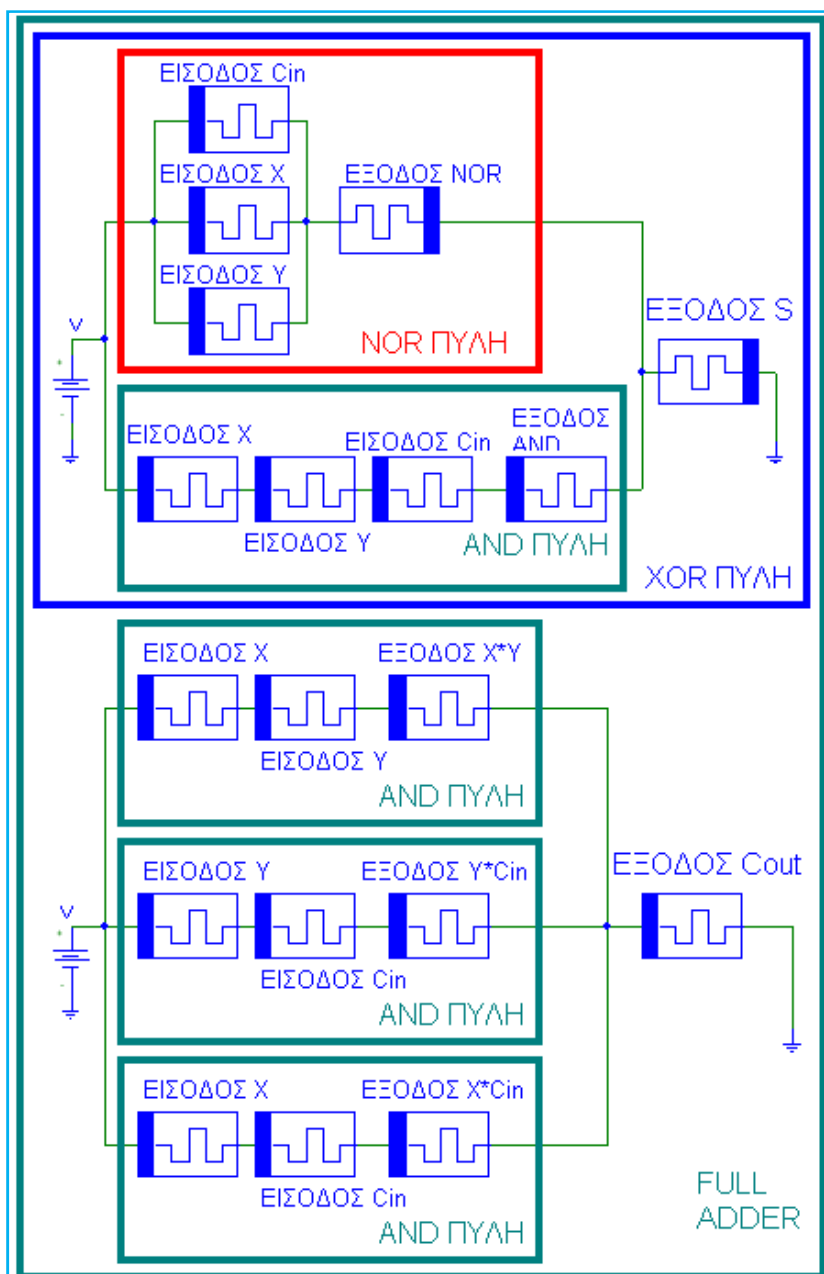 ΕΙΣΟΔΟΣ Cin
ΕΙΣΟΔΟΣ X
ΕΞΟΔΟΣ NOR
ΕΙΣΟΔΟΣ Y
NOR ΠΥΛΗ
V
+
-
ΕΞΟΔΟΣ S
ΕΙΣΟΔΟΣ X
ΕΙΣΟΔΟΣ Cin
ΕΞΟΔΟΣ
AND
ΕΙΣΟΔΟΣ Y
AND ΠΥΛΗ
XOR ΠΥΛΗ
ΕΙΣΟΔΟΣ X
ΕΞΟΔΟΣ X*Y
ΕΙΣΟΔΟΣ Y
AND ΠΥΛΗ
ΕΙΣΟΔΟΣ Y
ΕΞΟΔΟΣ Y*Cin
ΕΞΟΔΟΣ Cout
V
+
-
ΕΙΣΟΔΟΣ Cin
AND ΠΥΛΗ
ΕΙΣΟΔΟΣ X
ΕΞΟΔΟΣ X*Cin
ΕΙΣΟΔΟΣ Cin
AND ΠΥΛΗ
FULL
ADDER